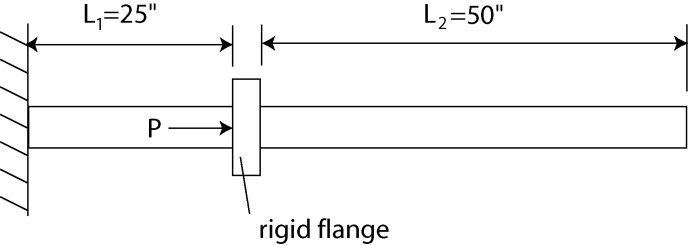 L₁=25"
L₂=50"
P
rigid flange